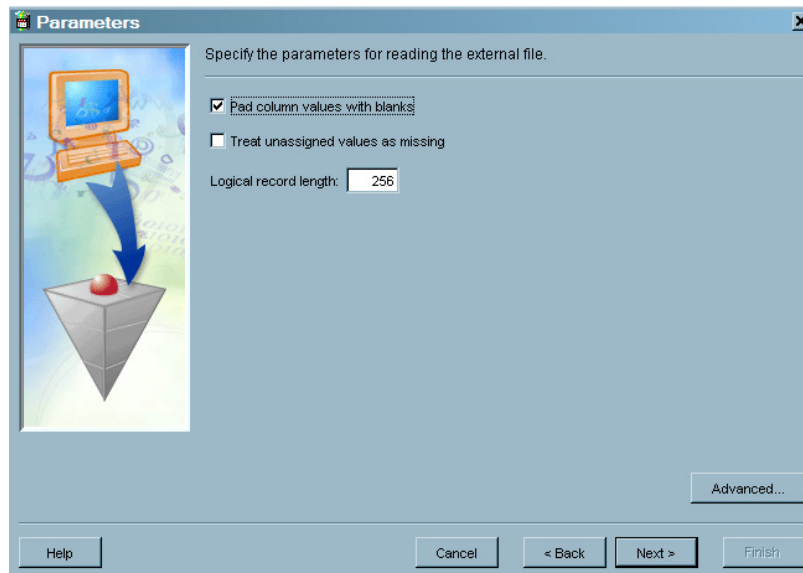 Parameters
Specify the parameters for reading the external file.
Pad column values with blanks
Treat unassigned values as missing
Logical record length: 256
Advanced...
Help Cancel < Back Next > Finish